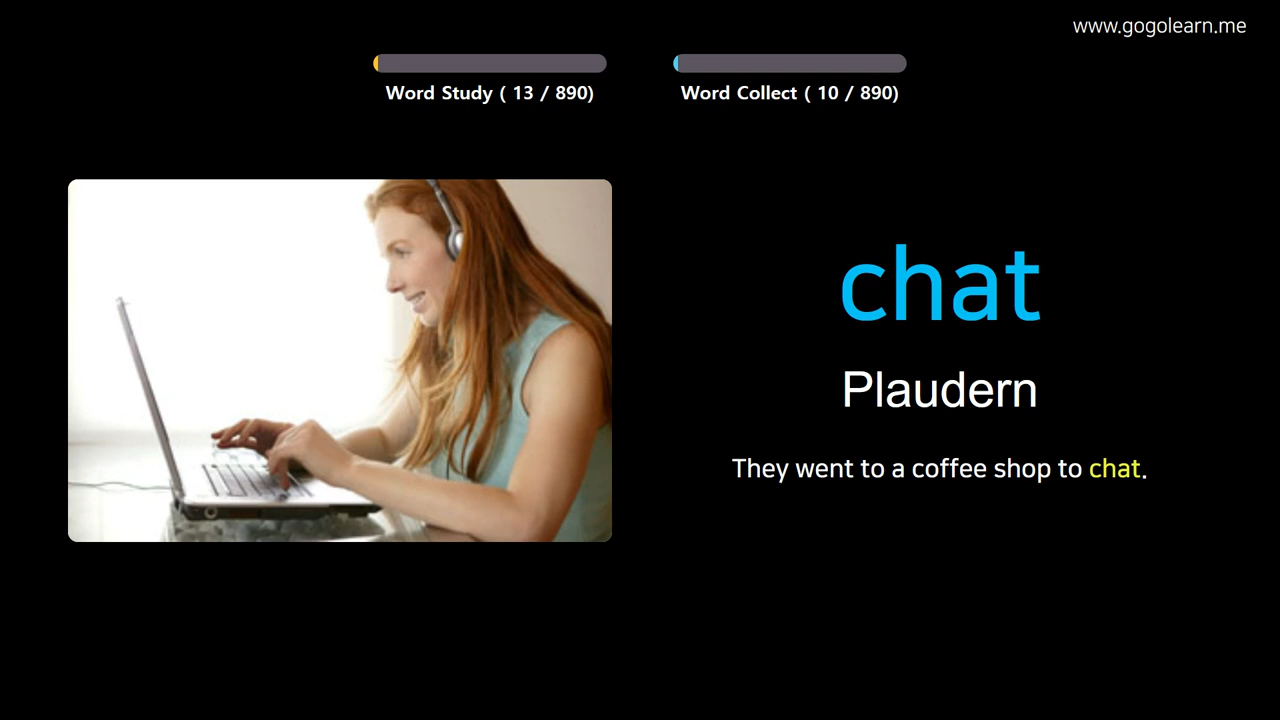 www.gogolearn.me
Word Study ( 13 / 890)
Word Collect ( 10 / 890)
chat
Plaudern
They went to a coffee shop to chat.